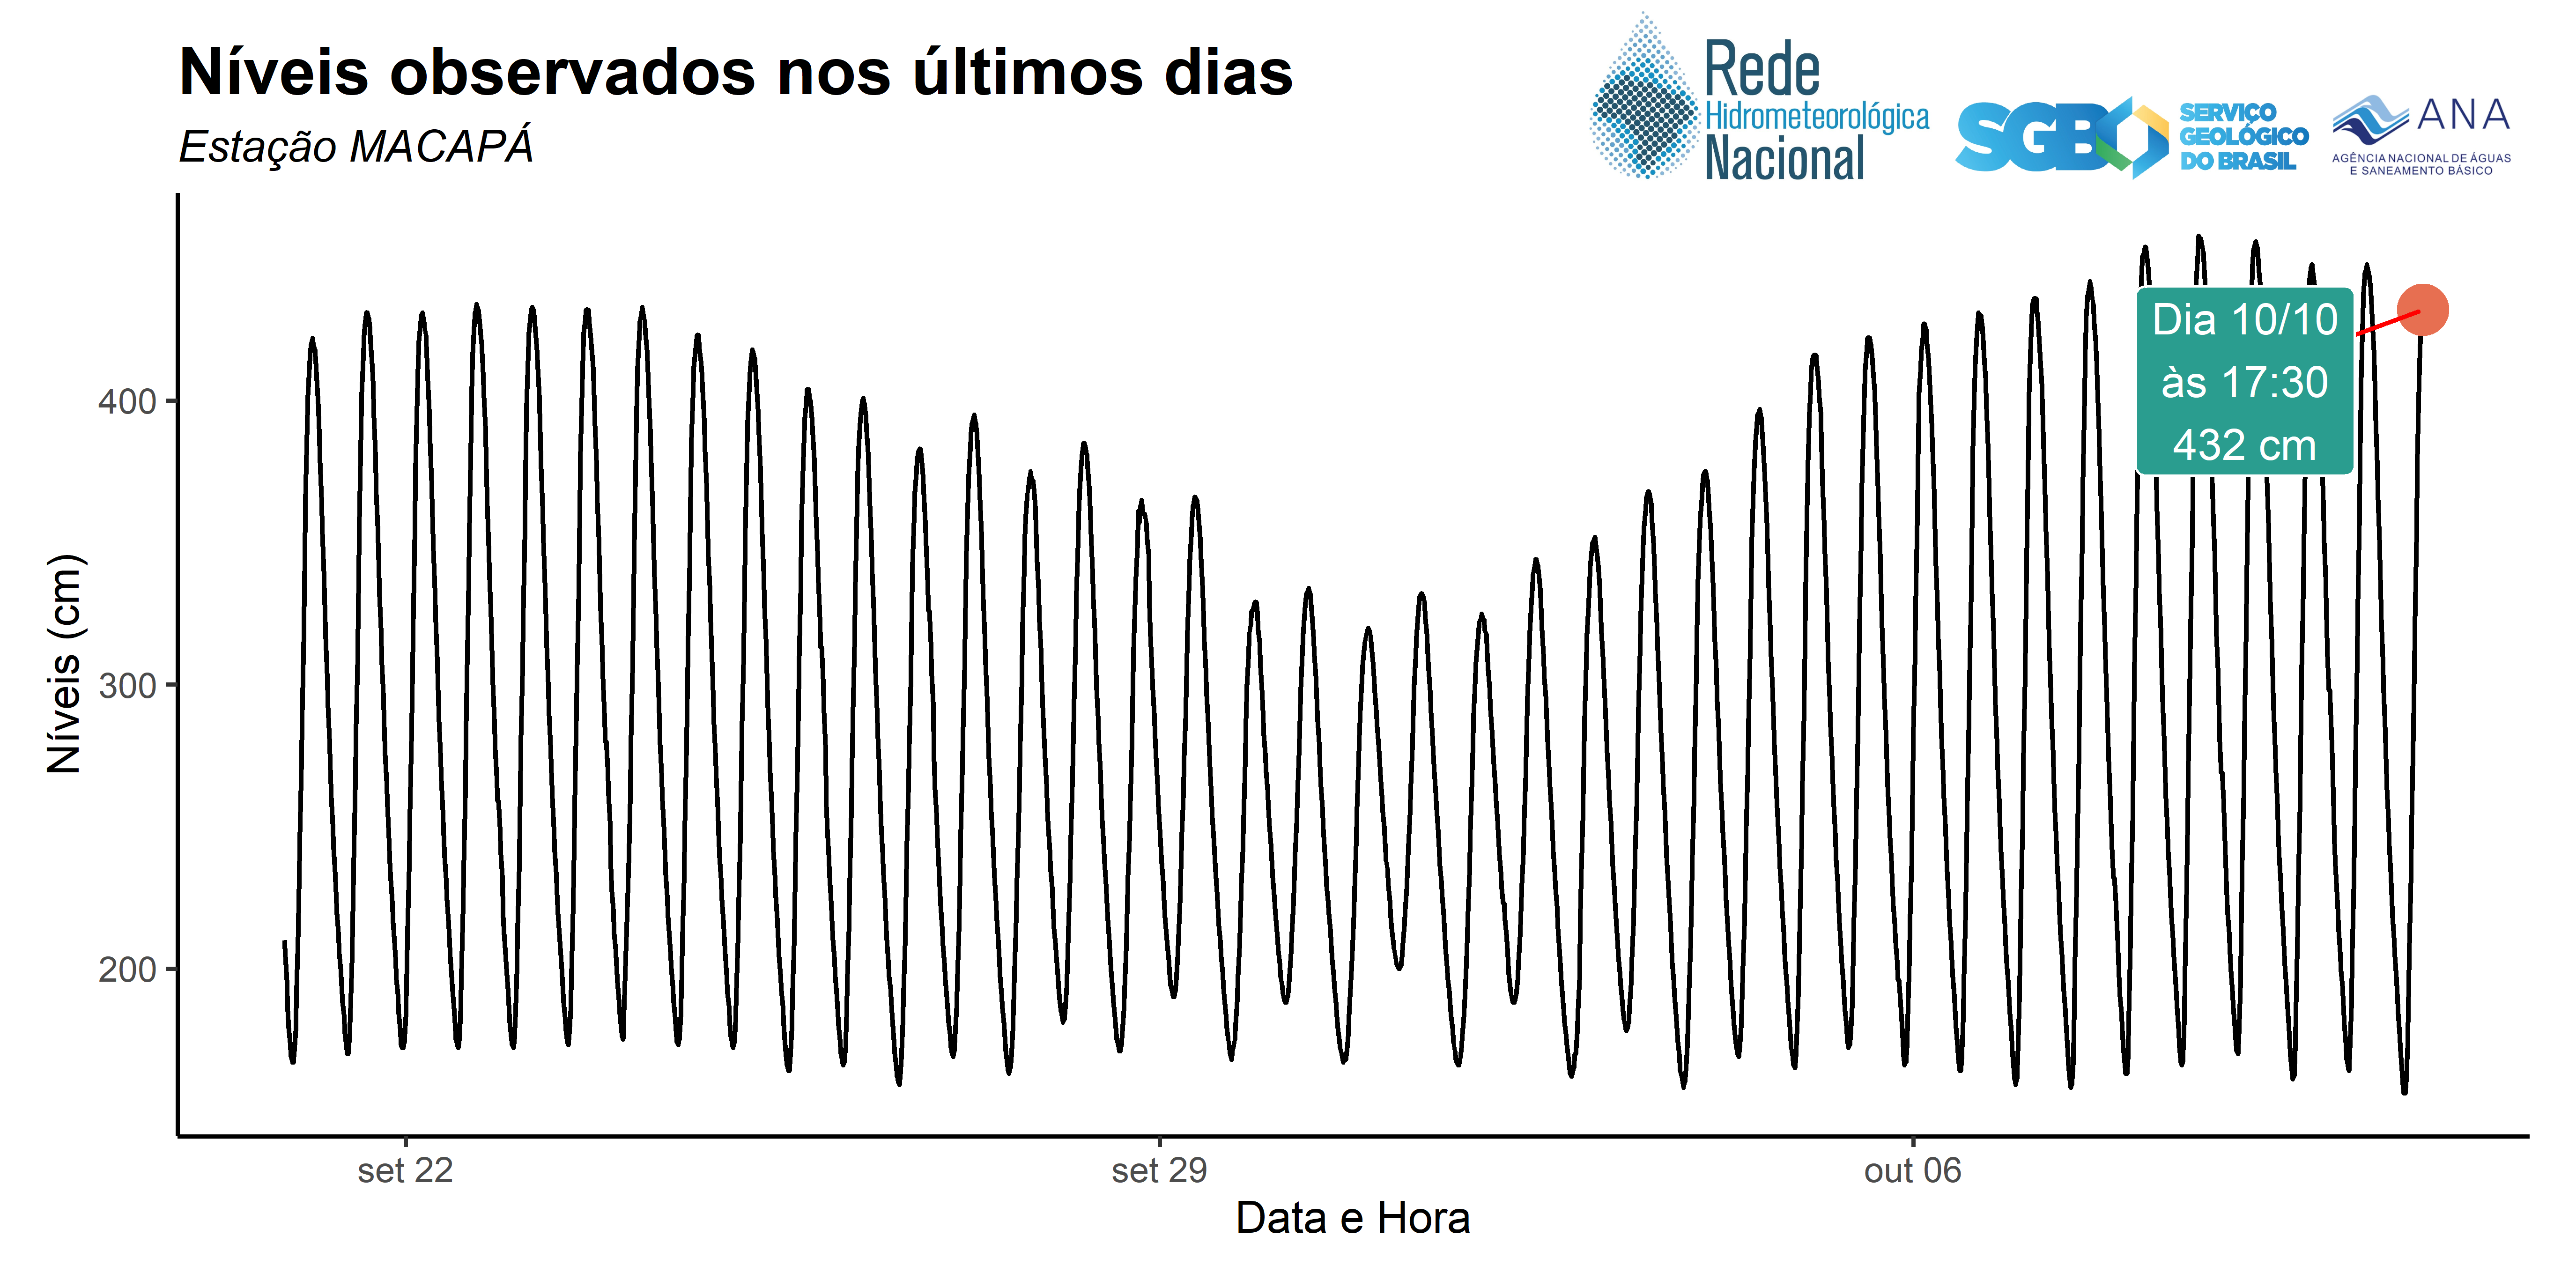 Níveis observados nos últimos dias
Estação MACAPÁ
Rede
Hidrometeorológica
Nacional
SGB
SERVIÇO
GEOLÓGICO
DO BRASIL
ANA
AGÊNCIA NACIONAL DE ÁGUAS
E SANEAMENTO BÁSICO
Níveis (cm)
400
300
200
Dia 10/10
às 17:30
432 cm
set 22
set 29
out 06
Data e Hora